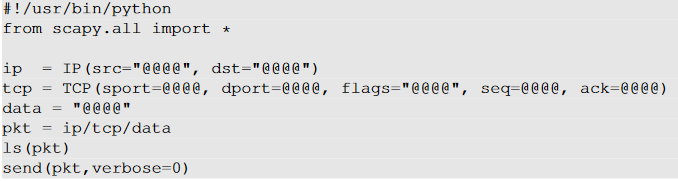 #!/usr/bin/python
from scapy.all import *
ip  = IP(src="@@@@", dst="@@@@")
tcp = TCP(sport=@@@@, dport=@@@@, flags="@@@@", seq=@@@@, ack=@@@@)
data = "@@@@"
pkt = ip/tcp/data
ls(pkt)
send(pkt,verbose=0)